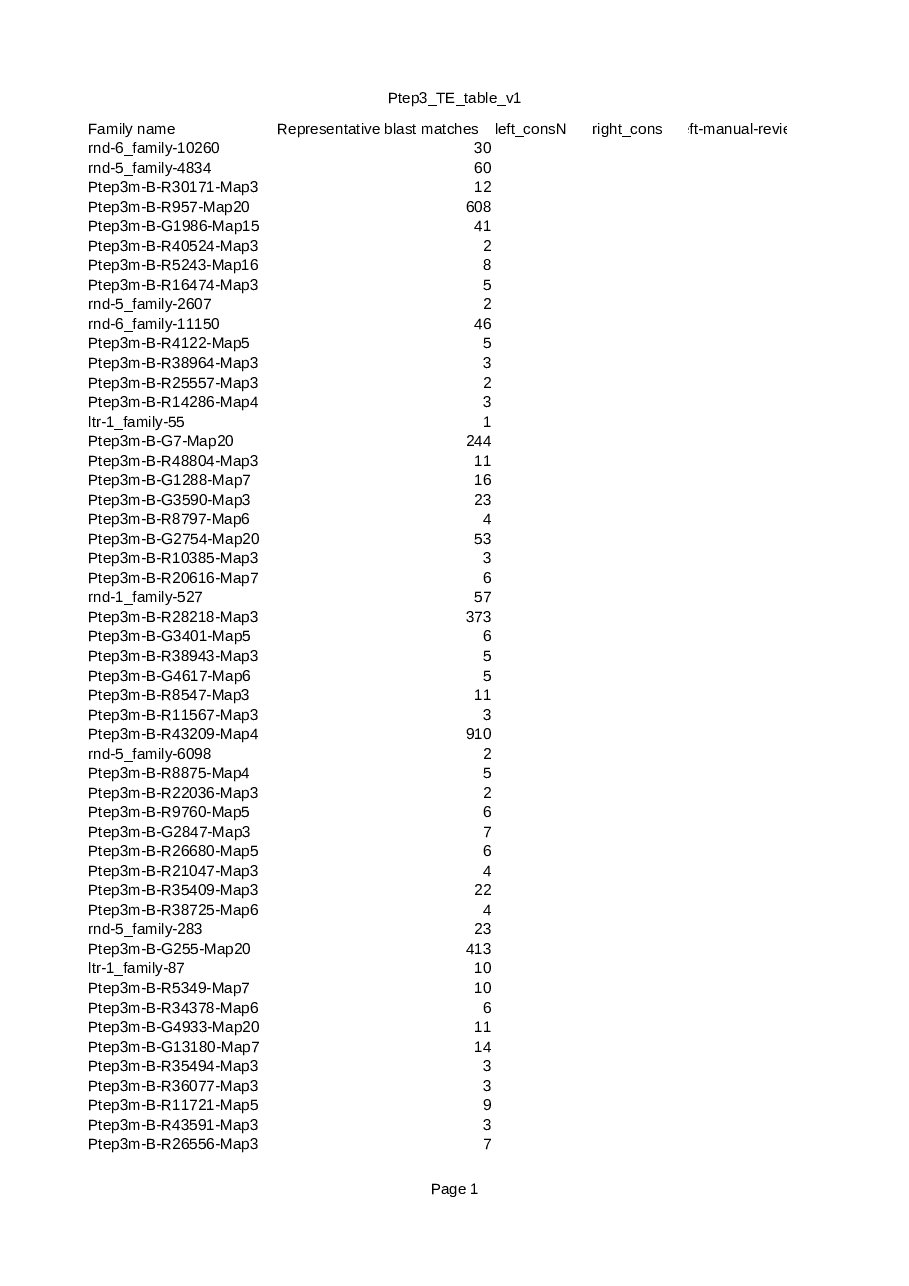 Ptep3_TE_table_v1
Family name Representative blast matches left_consN right_cons ft-manual-revie
rnd-6_family-10260 30
rnd-5_family-4834 60
Ptep3m-B-R30171-Map3 12
Ptep3m-B-R957-Map20 608
Ptep3m-B-G1986-Map15 41
Ptep3m-B-R40524-Map3 2
Ptep3m-B-R5243-Map16 8
Ptep3m-B-R16474-Map3 5
rnd-5_family-2607 2
rnd-6_family-11150 46
Ptep3m-B-R4122-Map5 5
Ptep3m-B-R38964-Map3 3
Ptep3m-B-R25557-Map3 2
Ptep3m-B-R14286-Map4 3
ltr-1_family-55 1
Ptep3m-B-G7-Map20 244
Ptep3m-B-R48804-Map3 11
Ptep3m-B-G1288-Map7 16
Ptep3m-B-G3590-Map3 23
Ptep3m-B-R8797-Map6 4
Ptep3m-B-G2754-Map20 53
Ptep3m-B-R10385-Map3 3
Ptep3m-B-R20616-Map7 6
rnd-1_family-527 57
Ptep3m-B-R28218-Map3 373
Ptep3m-B-G3401-Map5 6
Ptep3m-B-R38943-Map3 5
Ptep3m-B-G4617-Map6 5
Ptep3m-B-R8547-Map3 11
Ptep3m-B-R11567-Map3 3
Ptep3m-B-R43209-Map4 910
rnd-5_family-6098 2
Ptep3m-B-R8875-Map4 5
Ptep3m-B-R22036-Map3 2
Ptep3m-B-R9760-Map5 6
Ptep3m-B-G2847-Map3 7
Ptep3m-B-R26680-Map5 6
Ptep3m-B-R21047-Map3 4
Ptep3m-B-R35409-Map3 22
Ptep3m-B-R38725-Map6 4
rnd-5_family-283 23
Ptep3m-B-G255-Map20 413
ltr-1_family-87 10
Ptep3m-B-R5349-Map7 10
Ptep3m-B-R34378-Map6 6
Ptep3m-B-G4933-Map20 11
Ptep3m-B-G13180-Map7 14
Ptep3m-B-R35494-Map3 3
Ptep3m-B-R36077-Map3 3
Ptep3m-B-R11721-Map5 9
Ptep3m-B-R43591-Map3 3
Ptep3m-B-R26556-Map3 7
Page 1